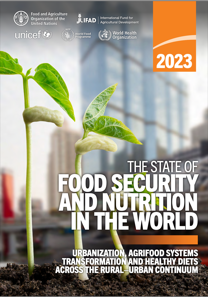 Food and Agriculture
Organization of the
United Nations
IFAD
International Fund for
Agricultural Development
unicef
World Food
Programme
World Health
Organization
2023
THE STATE OF
FOOD SECURITY
AND NUTRITION
IN THE WORLD
URBANIZATION, AGRIFOOD SYSTEMS
TRANSFORMATION AND HEALTHY DIETS
ACROSS THE RURAL–URBAN CONTINUUM